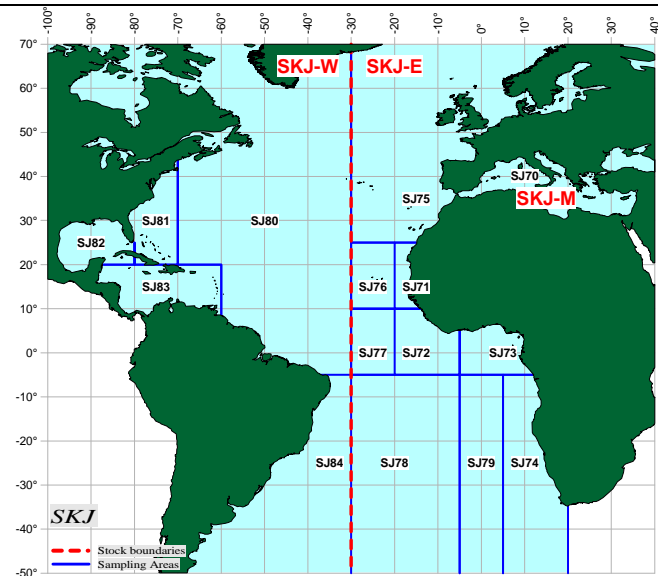 -100° -90° -80° -70° -60° -50° -40° -30° -20° -10° 0° 10° 20° 30° 40°
70°
SKJ-W SKJ-E
60°
50°
40°
SJ70
SJ75
SKJ-M
30°
SJ81 SJ80
SJ82
20°
SJ83 SJ76 SJ71
10°
0°
SJ77 SJ72 SJ73
-10°
-20°
SJ84 SJ78 SJ79 SJ74
-30°
SKJ
-40°
Stock boundaries
Sampling Areas
-50°